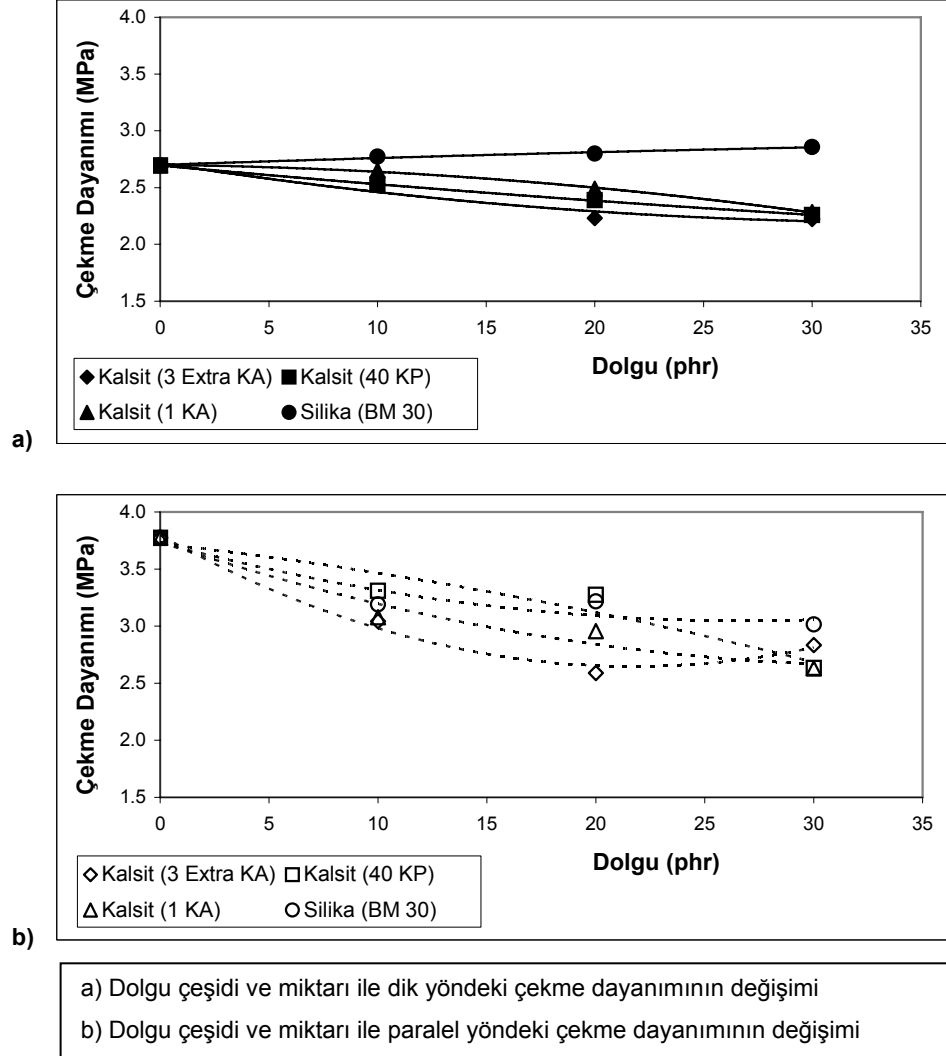 4.0
3.5
3.0
2.5
2.0
1.5
Çekme Dayanımı (MPa)
0 5 10 15 20 25 30 35
Dolgu (phr)
Kalsit (3 Extra KA) Kalsit (40 KP)
Kalsit (1 KA) Silika (BM 30)
a)
4.0
3.5
3.0
2.5
2.0
1.5
Çekme Dayanımı (MPa)
0 5 10 15 20 25 30 35
Dolgu (phr)
Kalsit (3 Extra KA) Kalsit (40 KP)
Kalsit (1 KA) Silika (BM 30)
b)
a) Dolgu çeşidi ve miktarı ile dik yöndeki çekme dayanımının değişimi
b) Dolgu çeşidi ve miktarı ile paralel yöndeki çekme dayanımının değişimi